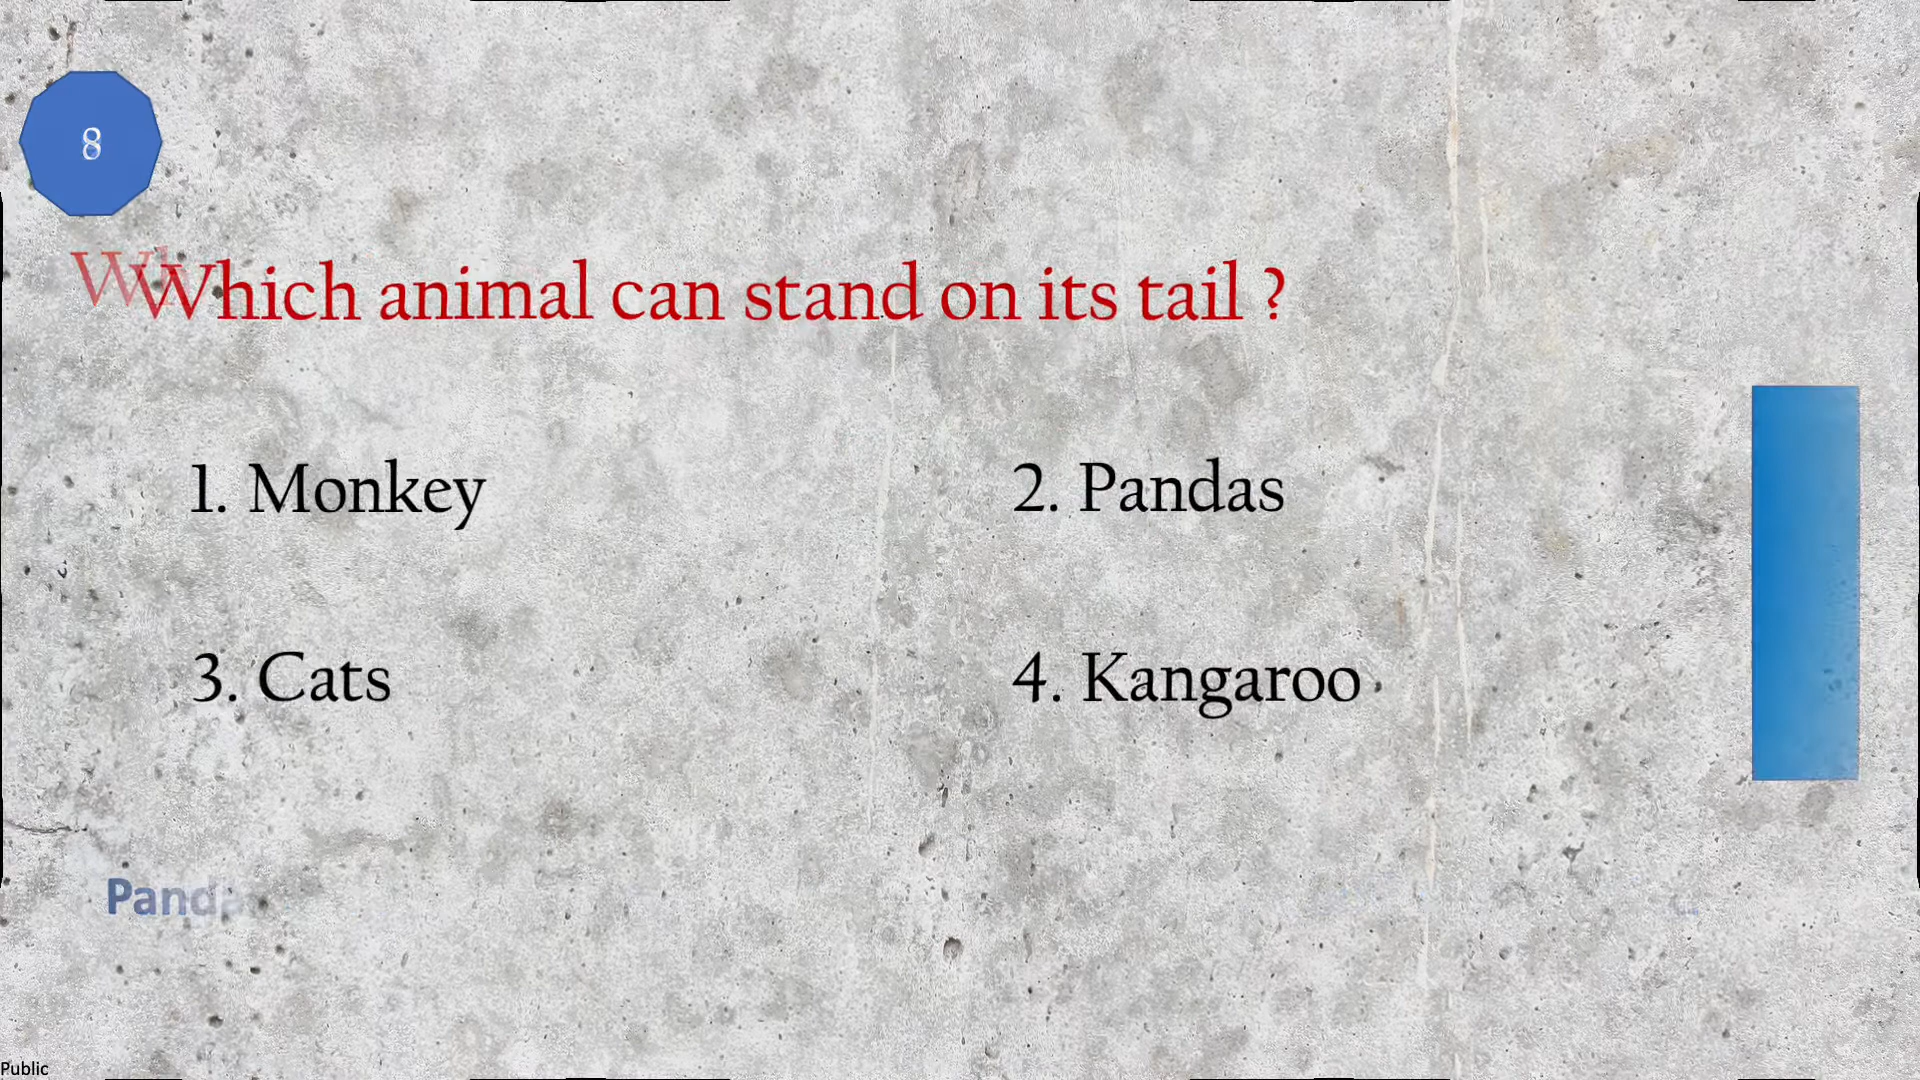 8
Which animal can stand on its tail ?
1. Monkey
2. Pandas
3. Cats
4. Kangaroo
Public